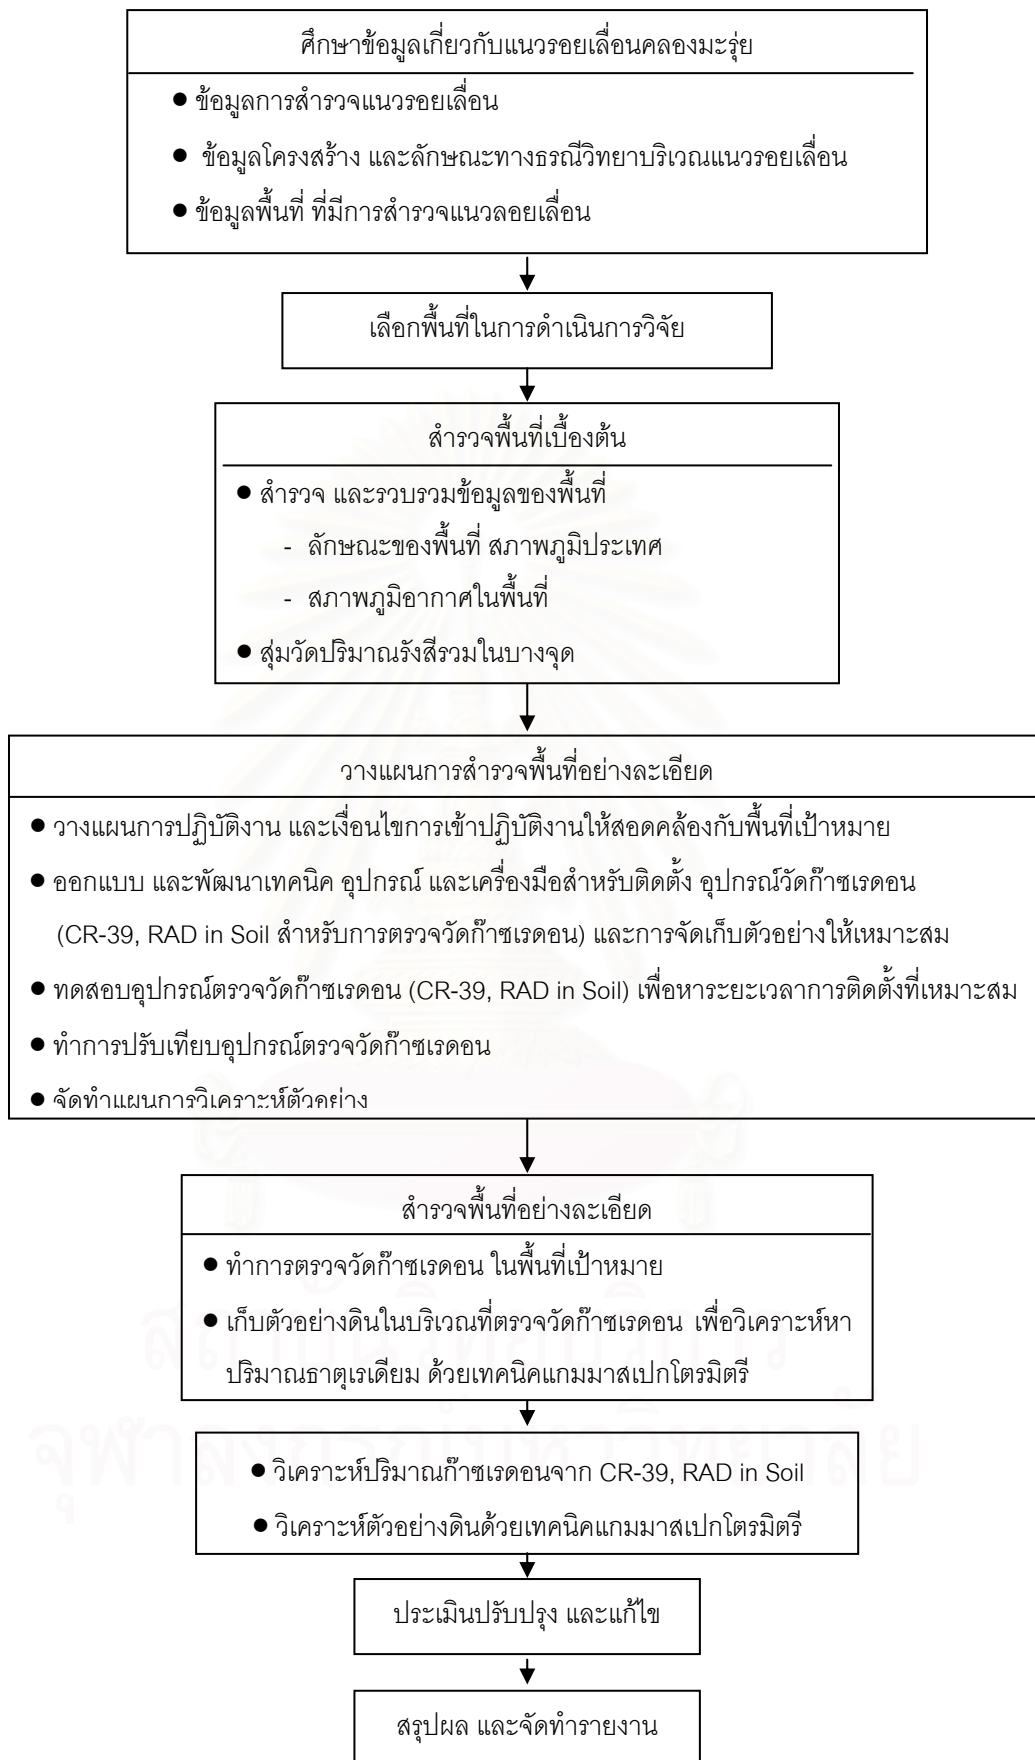 ศึกษาข้อมูลเกี่ยวกับแนวรอยเลื่อนคลองมะรุ่ย
● ข้อมูลการสำรวจแนวรอยเลื่อน
● ข้อมูลโครงสร้าง และลักษณะทางธรณีวิทยาบริเวณแนวรอยเลื่อน
● ข้อมูลพื้นที่ ที่มีการสำรวจแนวลอยเลื่อน
เลือกพื้นที่ในการดำเนินการวิจัย
สำรวจพื้นที่เบื้องต้น
● สำรวจ และรวบรวมข้อมูลของพื้นที่
- ลักษณะของพื้นที่ สภาพภูมิประเทศ
- สภาพภูมิอากาศในพื้นที่
● สุ่มวัดปริมาณรังสีรวมในบางจุด
วางแผนการสำรวจพื้นที่อย่างละเอียด
● วางแผนการปฏิบัติงาน และเงื่อนไขการเข้าปฏิบัติงานให้สอดคล้องกับพื้นที่เป้าหมาย
● ออกแบบ และพัฒนาเทคนิค อุปกรณ์ และเครื่องมือสำหรับติดตั้ง อุปกรณ์วัดก๊าซเรดอน
(CR-39, RAD in Soil สำหรับการตรวจวัดก๊าซเรดอน) และการจัดเก็บตัวอย่างให้เหมาะสม
● ทดสอบอุปกรณ์ตรวจวัดก๊าซเรดอน (CR-39, RAD in Soil) เพื่อหาระยะเวลาการติดตั้งที่เหมาะสม
● ทำการปรับเทียบอุปกรณ์ตรวจวัดก๊าซเรดอน
● จัดทำแผนการวิเคราะห์ตัวอย่าง
สำรวจพื้นที่อย่างละเอียด
● ทำการตรวจวัดก๊าซเรดอน ในพื้นที่เป้าหมาย
● เก็บตัวอย่างดินในบริเวณที่ตรวจวัดก๊าซเรดอน เพื่อวิเคราะห์หา
ปริมาณธาตุเรเดียม ด้วยเทคนิคแกมมาสเปกโตรมิตรี
สถาบันวิทยบริการ
จุฬาลงกรณ์มหาวิทยาลัย
● วิเคราะห์ปริมาณก๊าซเรดอนจาก CR-39, RAD in Soil
● วิเคราะห์ตัวอย่างดินด้วยเทคนิคแกมมาสเปกโตรมิตรี
ประเมินปรับปรุง และแก้ไข
สรุปผล และจัดทำรายงาน